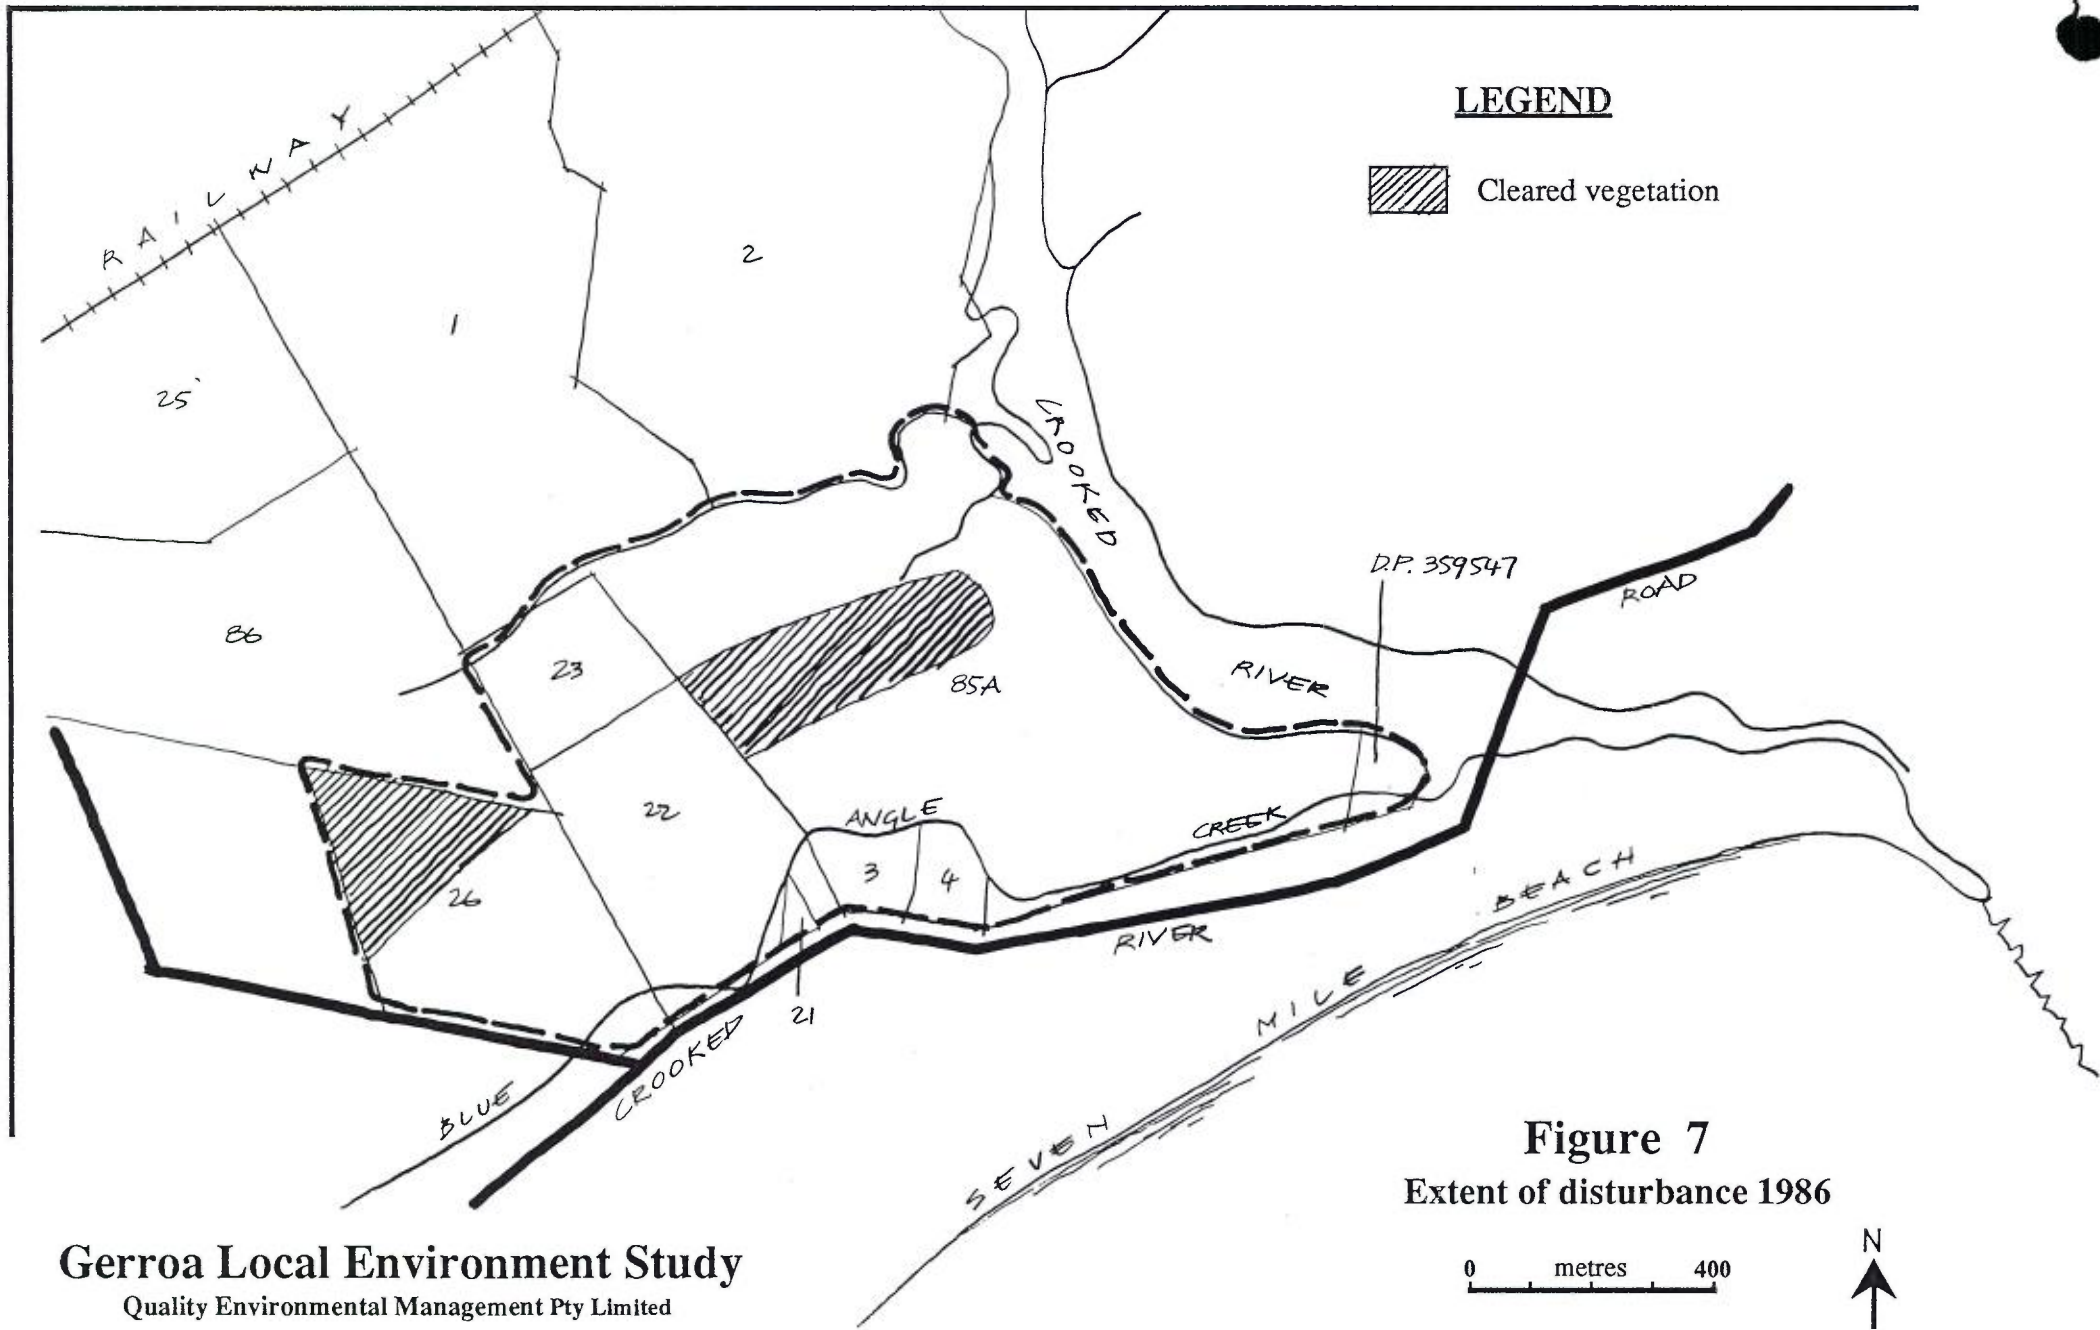 LEGEND
Cleared vegetation
RAILWAY
2
1
25
CROOKED
D.P. 359547
ROAD
86
23
RIVER
85A
22
ANGLE
CREEK
3
4
26
BEACH
RIVER
MILE
21
CROOKED
BLUE
SEVEN
Figure 7
Extent of disturbance 1986
N
0 metres 400
Gerroa Local Environment Study
Quality Environmental Management Pty Limited